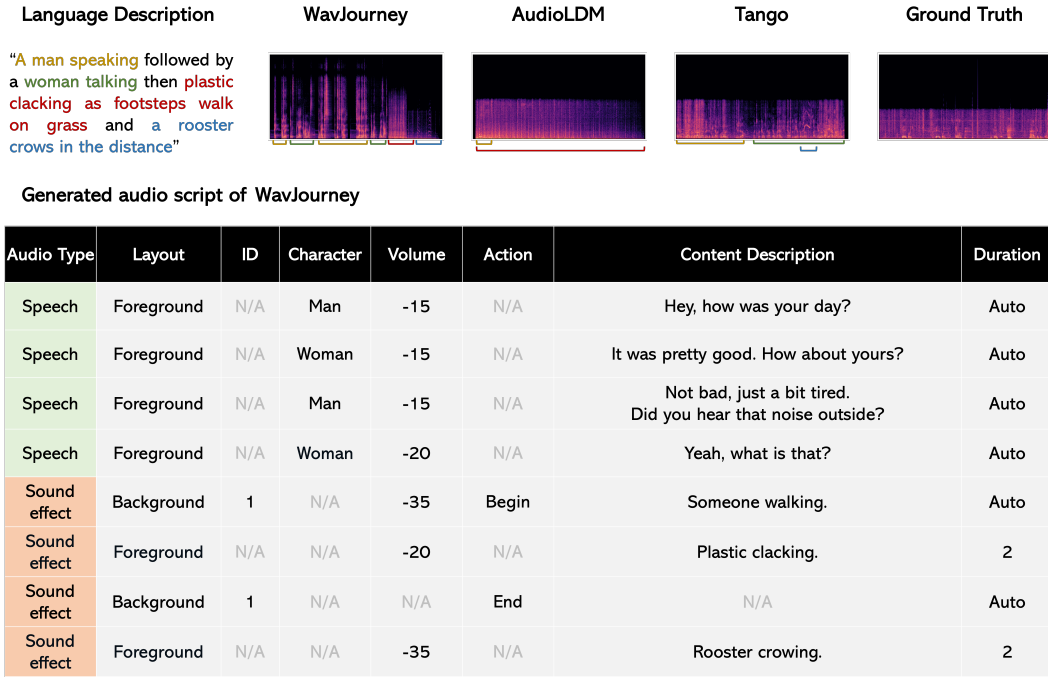 Language Description
WavJourney
AudioLDM
Tango
Ground Truth
“A man speaking followed by
a woman talking then plastic
clacking as footsteps walk
on grass and a rooster
crows in the distance”
Generated audio script of WavJourney
Audio Type Layout ID Character Volume Action Content Description Duration
Speech Foreground N/A Man -15 N/A Hey, how was your day? Auto
Speech Foreground N/A Woman -15 N/A It was pretty good. How about yours? Auto
Speech Foreground N/A Man -15 N/A Not bad, just a bit tired.
Did you hear that noise outside? Auto
Speech Foreground N/A Woman -20 N/A Yeah, what is that? Auto
Sound
effect Background 1 N/A -35 Begin Someone walking. Auto
Sound
effect Foreground N/A N/A -20 N/A Plastic clacking. 2
Sound
effect Background 1 N/A N/A End N/A Auto
Sound
effect Foreground N/A N/A -35 N/A Rooster crowing. 2